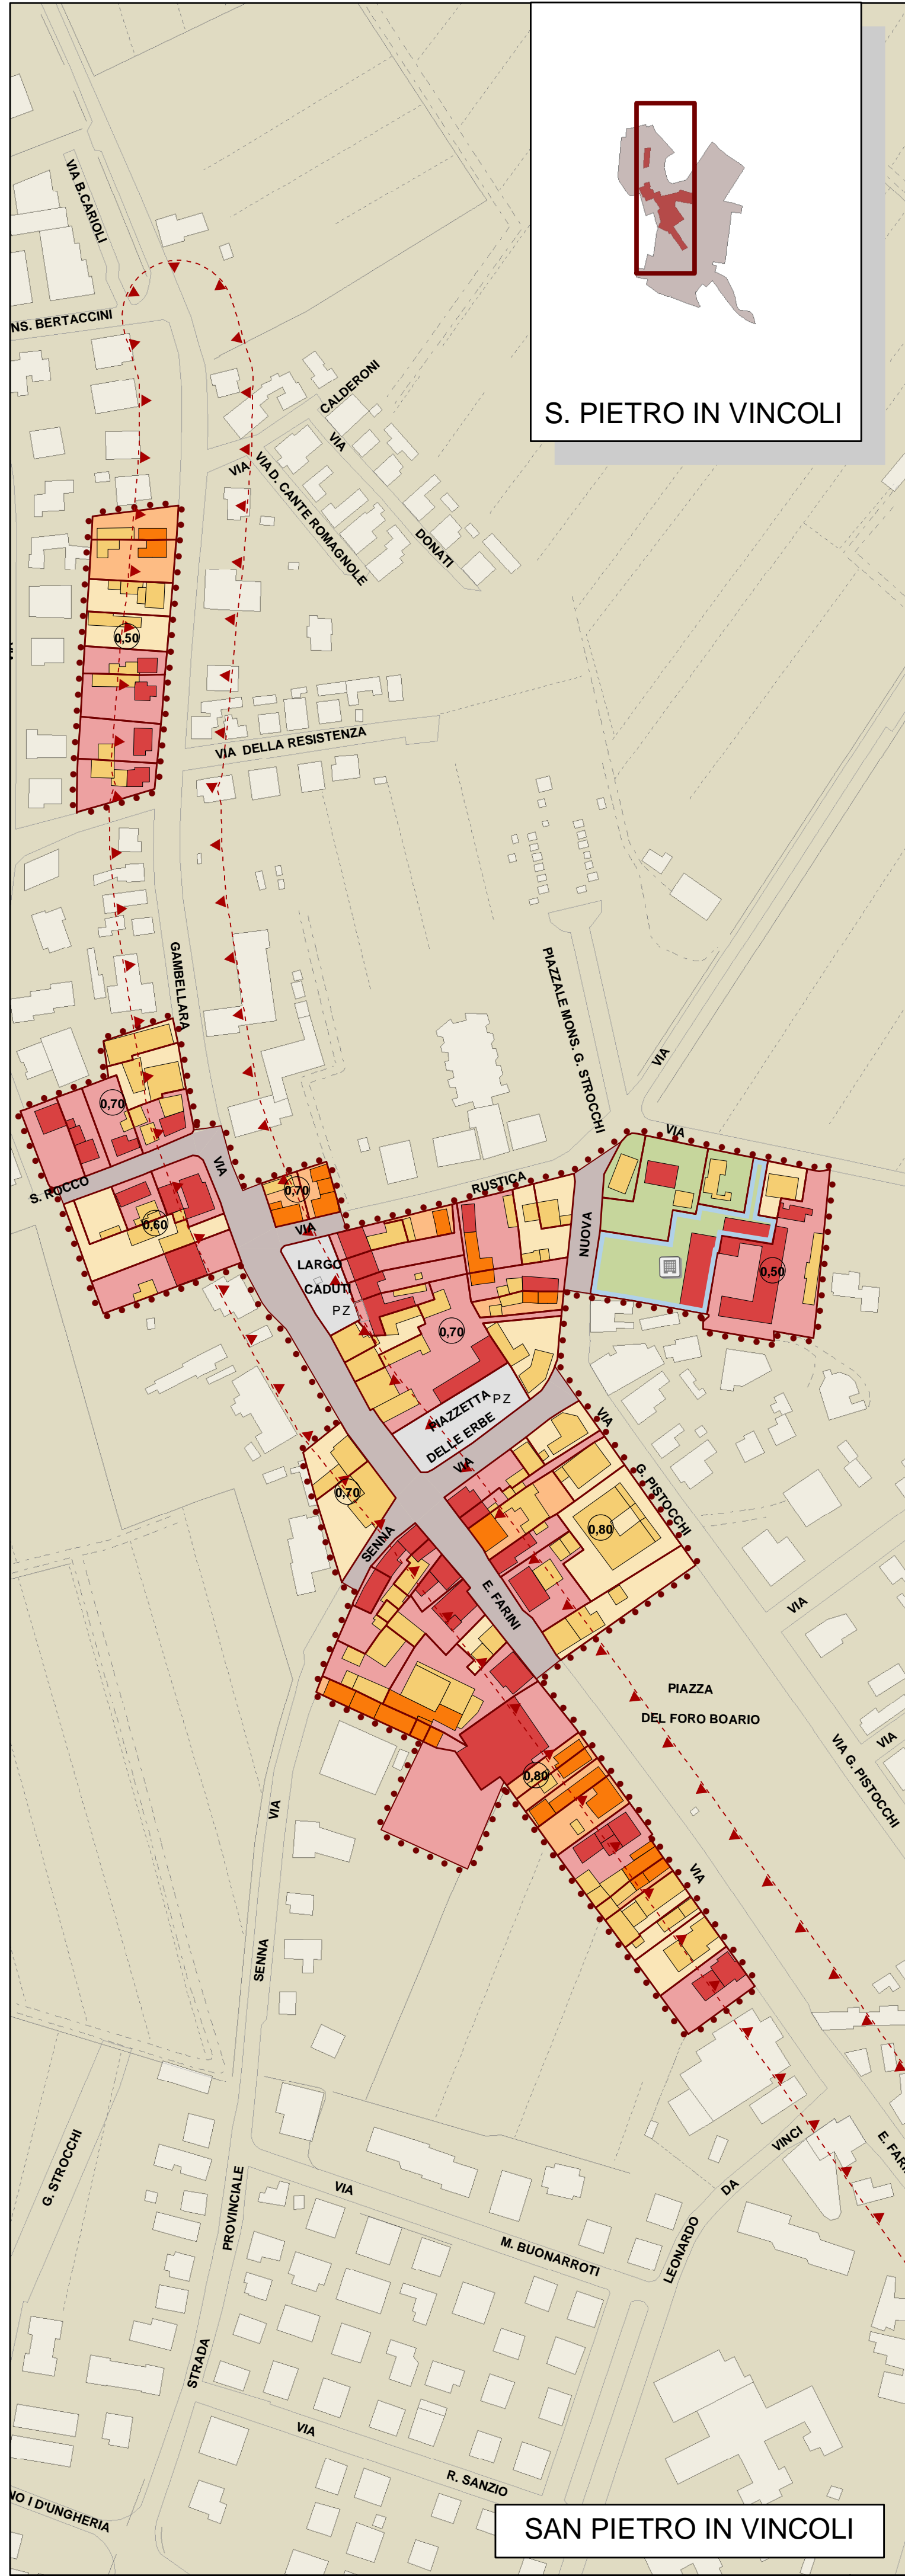 S. PIETRO IN VINCOLI
VIA B.CARIOLI
NS. BERTACCINI
CALDERONI
VIA
VIA
VIA D. CANTE ROMAGNOLE
DONATI
0,50
VIA DELLA RESISTENZA
GAMBELLARA
PIAZZALE MONS. G. STROCCHI
VIA
0,70
VIA
VIA
S. ROCCO
0,70
RUSTICA
0,60
VIA
NUOVA
LARGO
CADUTI
PZ
0,50
0,70
PIAZZETTA
PZ
DELLE ERBE
VIA
VIA
G. PISTOCCHI
0,70
0,80
SENNA
E. FARINI
VIA
PIAZZA
DEL FORO BOARIO
VIA G. PISTOCCHI
VIA
0,80
VIA
VIA
SENNA
VINCI
E. FARI
G. STROCCHI
PROVINCIALE
VIA
DA
LEONARDO
M. BUONARROTI
STRADA
VIA
R. SANZIO
NO I D'UNGHERIA
SAN PIETRO IN VINCOLI